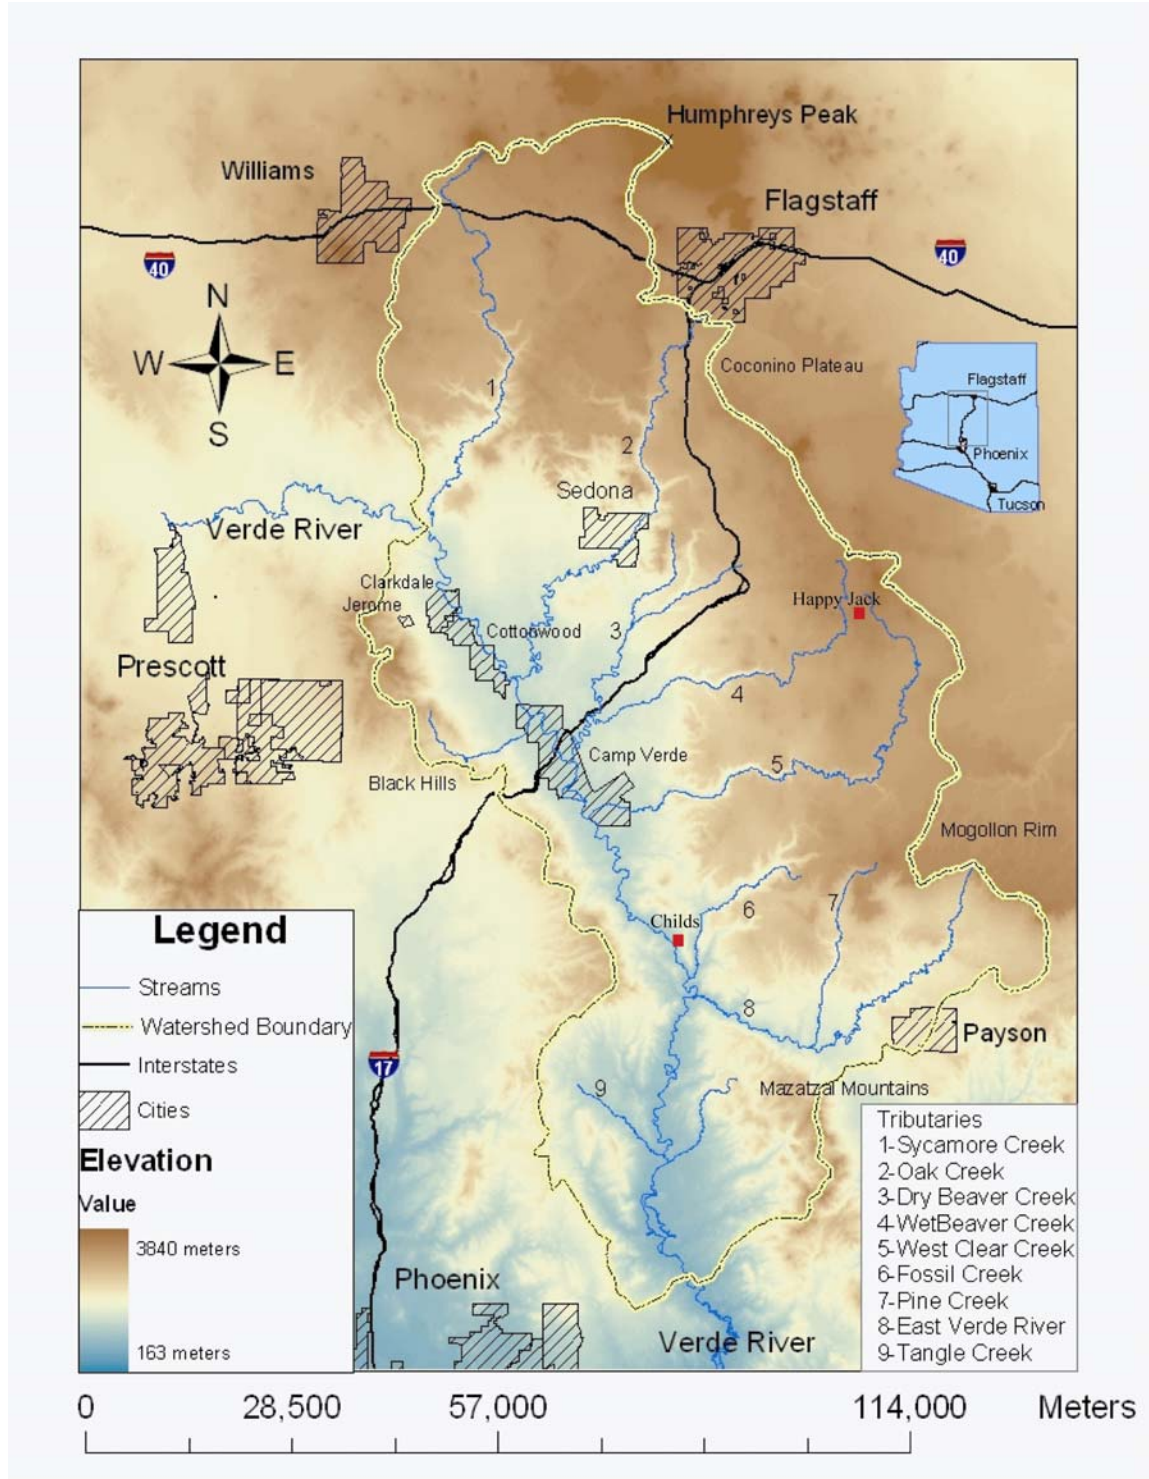 Humphreys Peak
Williams
Flagstaff
40
40
N
W
E
S
Coconino Plateau
1
2
Flagstaff
Phoenix
Tucson
Sedona
Verde River
Clarkdale
Jerome
Cottonwood
3
Happy Jack
Prescott
4
Camp Verde
5
Black Hills
Mogollon Rim
6
7
Childs
8
Payson
17
9
Mazatzal Mountains
Legend
Streams
Watershed Boundary
Interstates
Cities
Elevation
Value
3840 meters
163 meters
Phoenix
Verde River
Tributaries
1-Sycamore Creek
2-Oak Creek
3-Dry Beaver Creek
4-WetBeaver Creek
5-West Clear Creek
6-Fossil Creek
7-Pine Creek
8-East Verde River
9-Tangle Creek
0 28,500 57,000 114,000 Meters